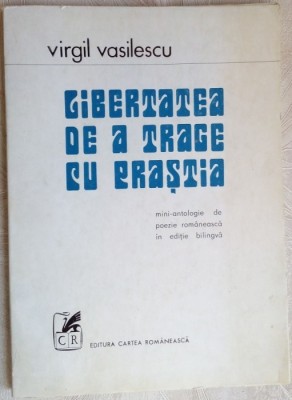 virgil vasilescu
LIBERTATEA
DE A TRAGE
CU PRAȘTIA
mini-antologie de
poezie românească
în ediție bilingvă
CR
EDITURA CARTEA ROMÂNEASCĂ